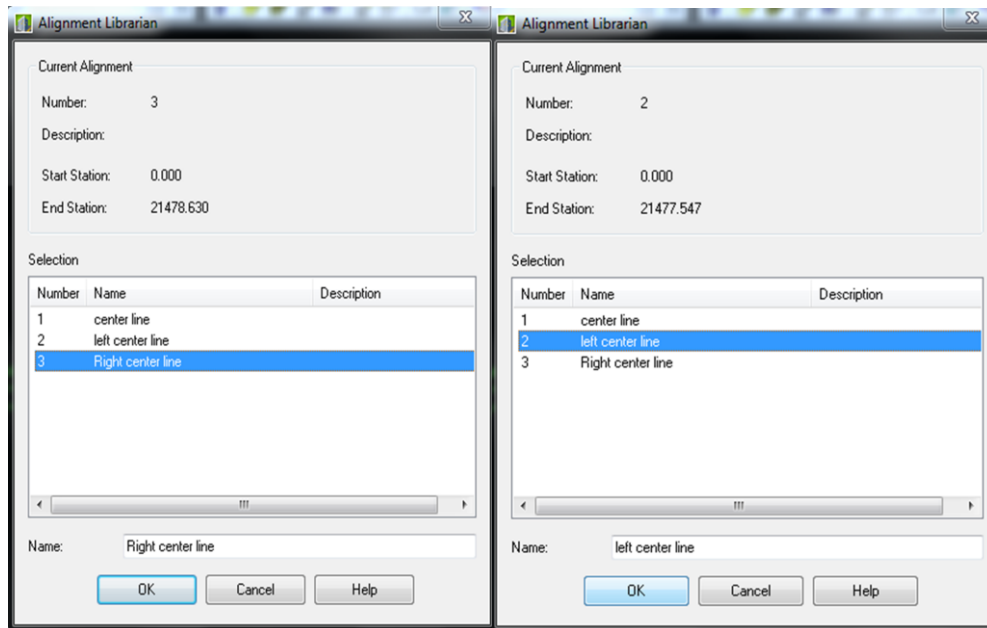 Alignment Librarian
Current Alignment
Number: 3
Description:
Start Station: 0.000
End Station: 21478.630
Selection
Number Name Description
1 center line
2 left center line
3 Right center line
Name: Right center line
OK Cancel Help
Alignment Librarian
Current Alignment
Number: 2
Description:
Start Station: 0.000
End Station: 21477.547
Selection
Number Name Description
1 center line
2 left center line
3 Right center line
Name: left center line
OK Cancel Help